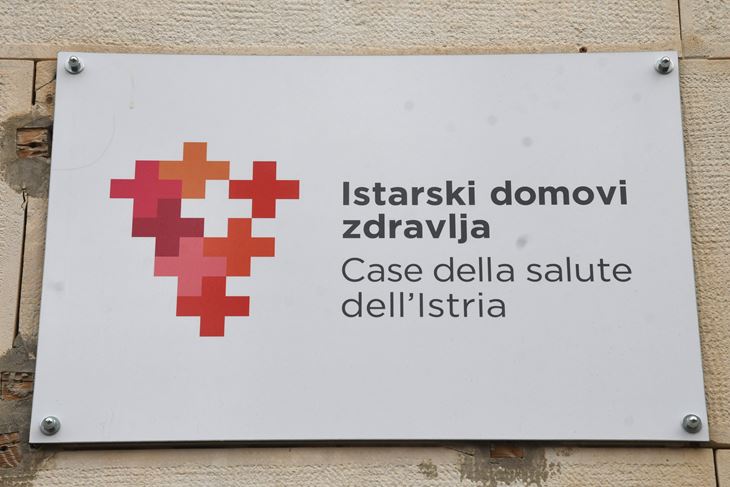 Istarski domovi
zdravlja
Case della salute
dell’Istria